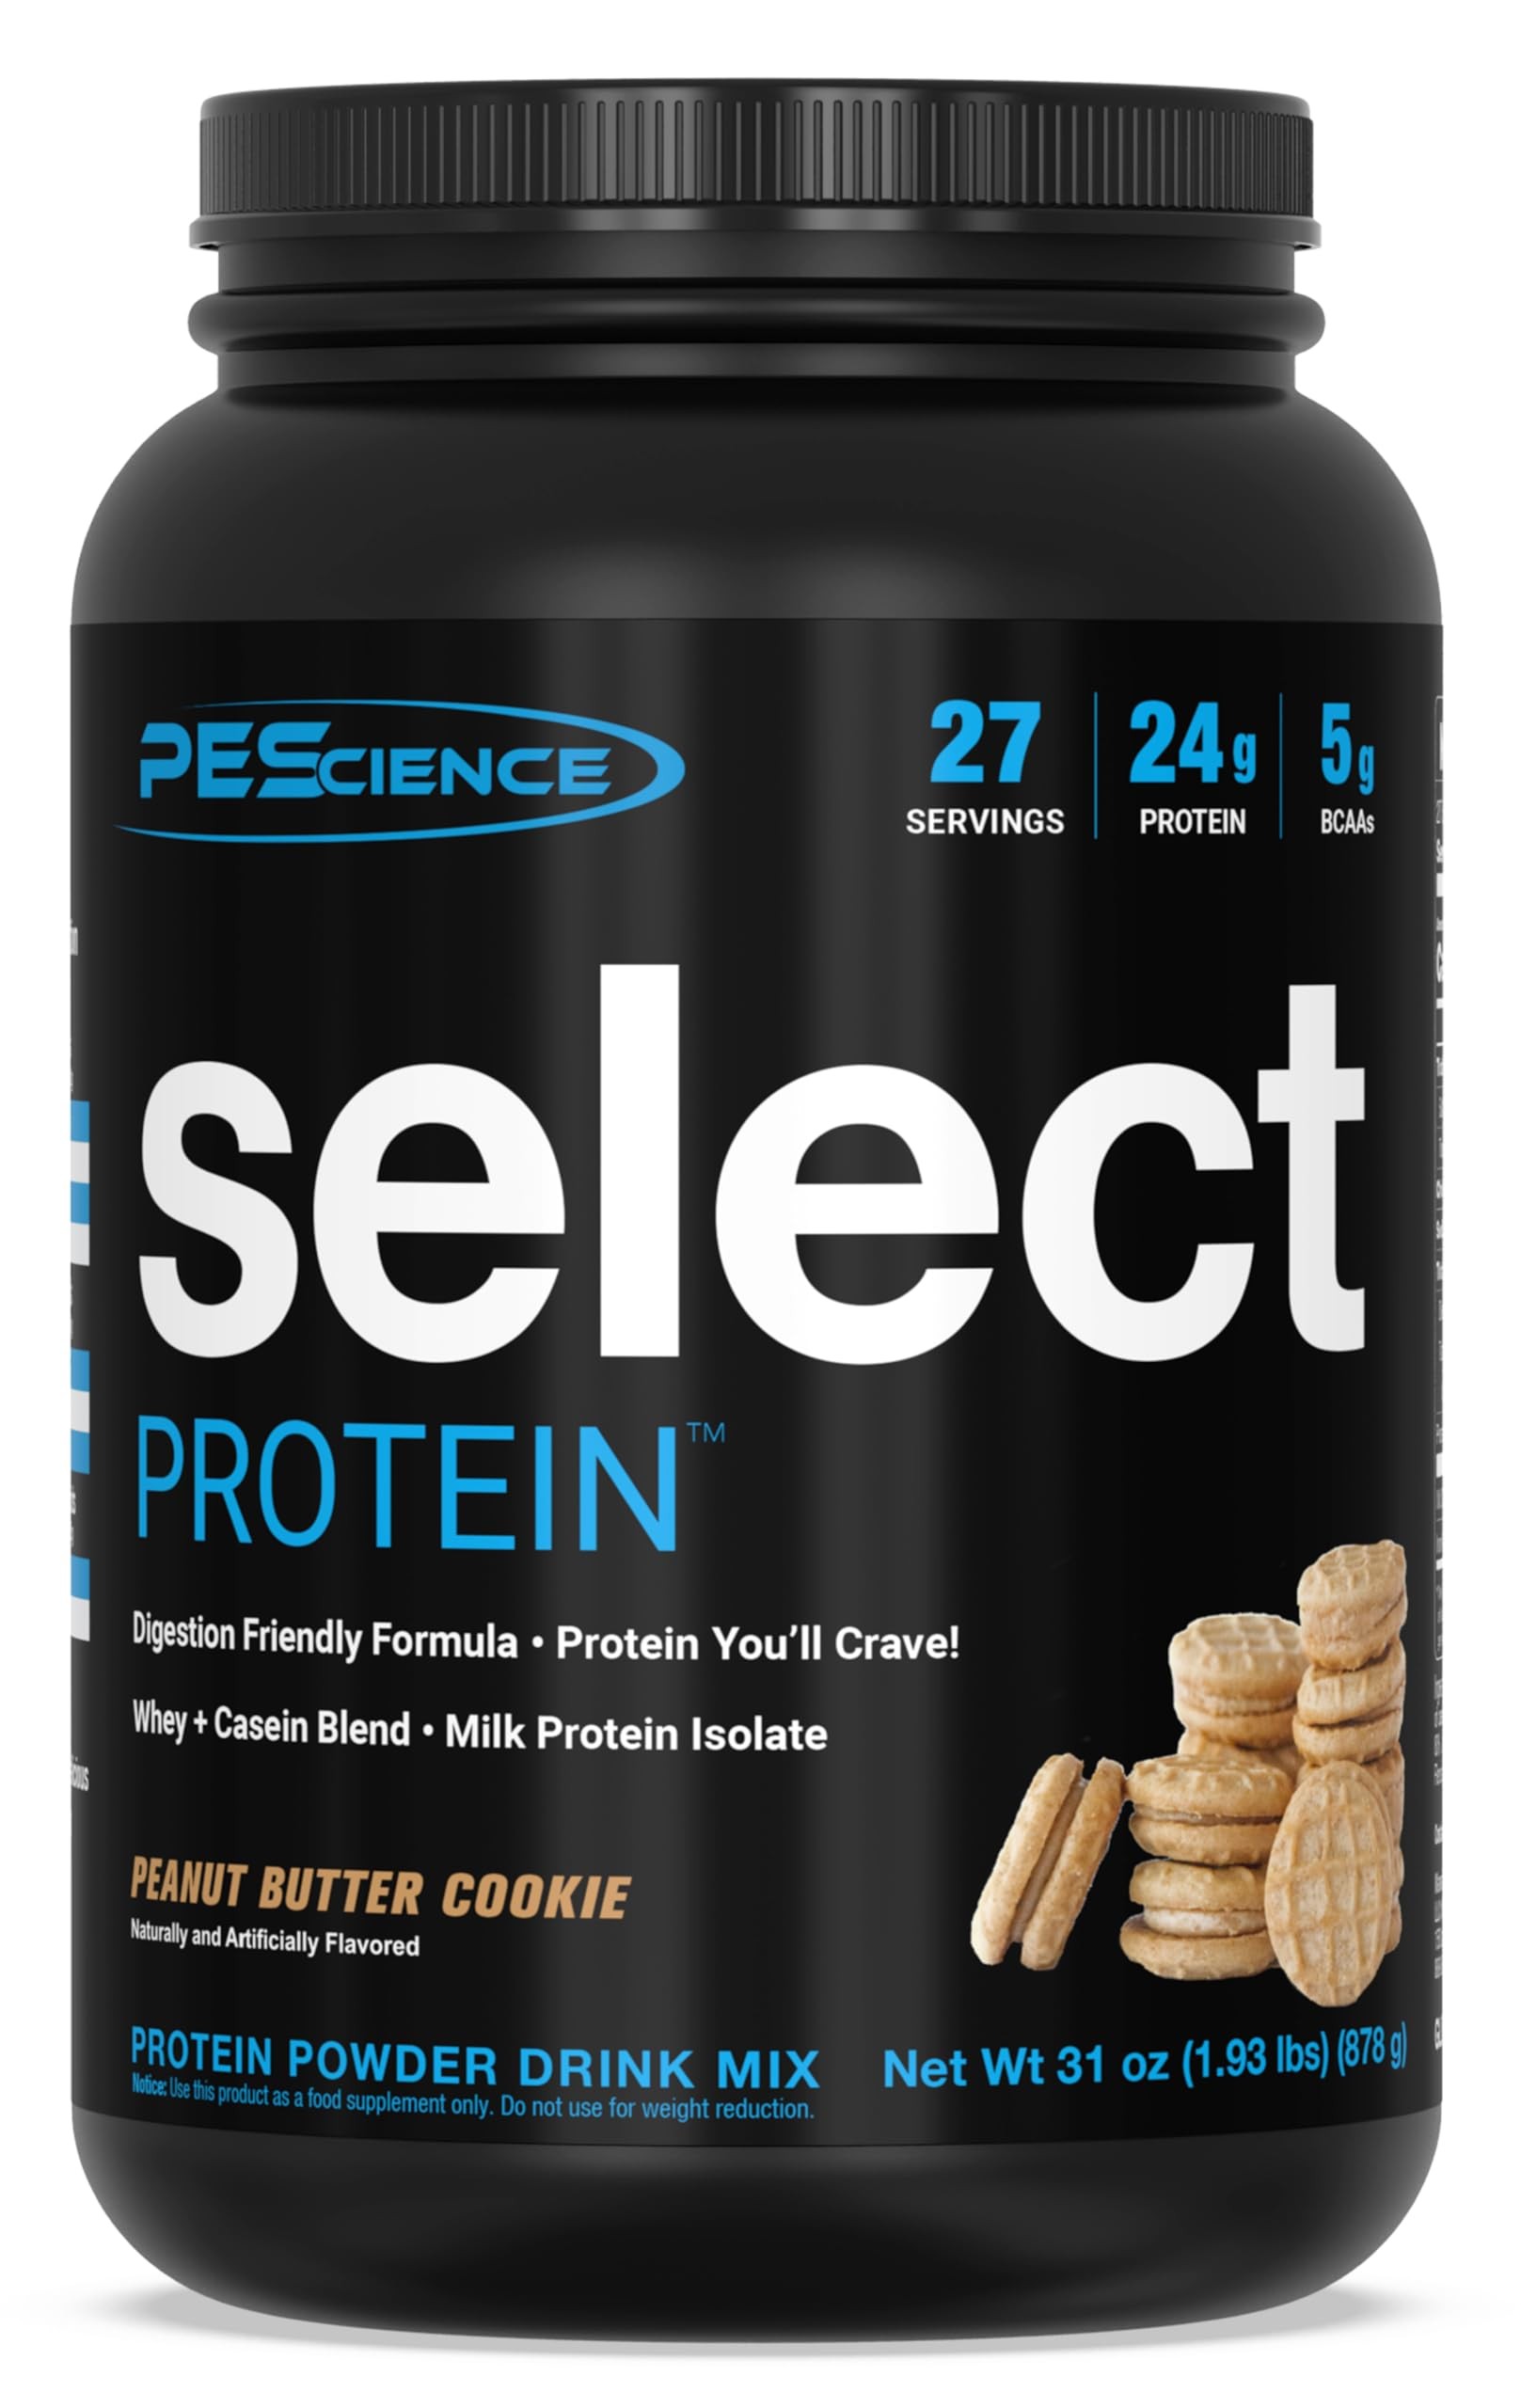 PESCIENCE
27 24g 5g
SERVINGS PROTEIN BCAAs
select
PROTEIN™
Digestion Friendly Formula • Protein You'll Crave!
Whey + Casein Blend • Milk Protein Isolate
PEANUT BUTTER COOKIE
Naturally and Artificially Flavored
PROTEIN POWDER DRINK MIX Net Wt 31 oz (1.93 lbs) (878 g)
Notice: Use this product as a food supplement only. Do not use for weight reduction.